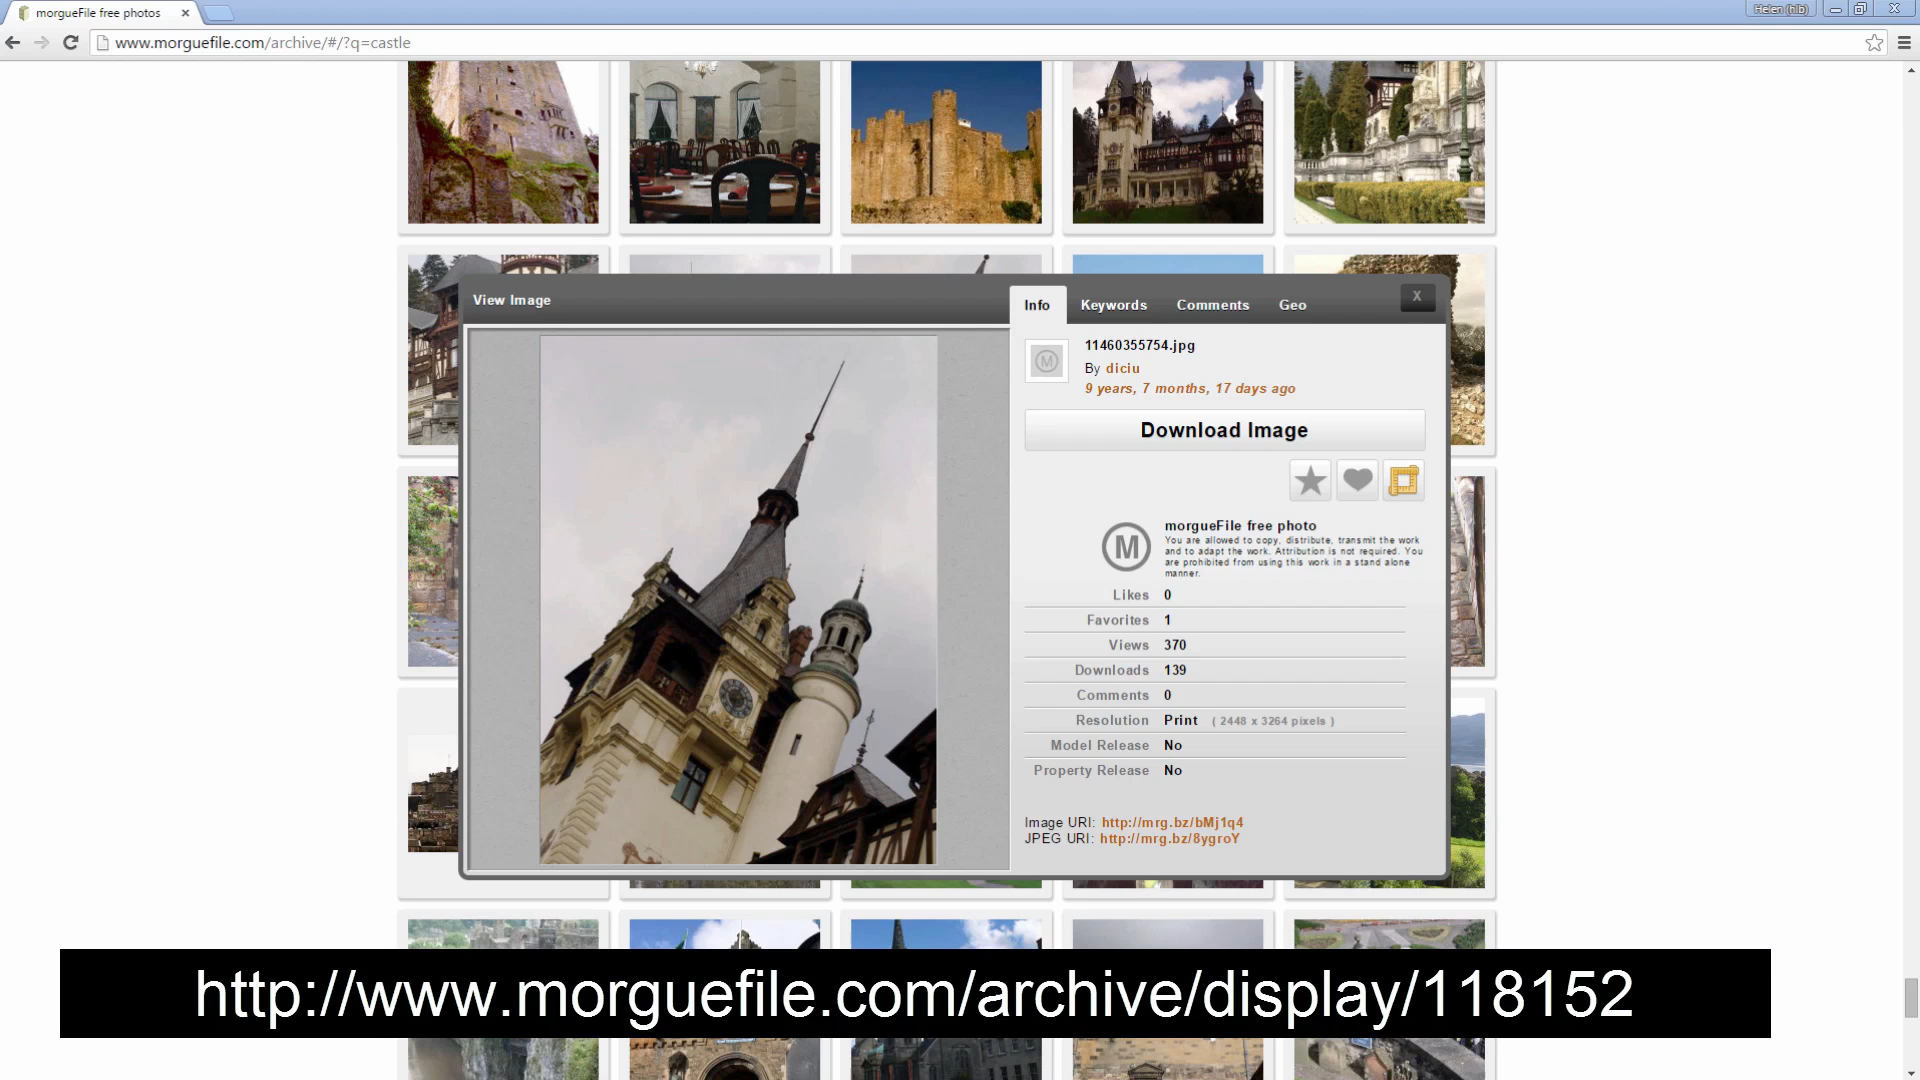 morgueFile free photos
Helen (hlb)
www.morguefile.com/archive/#/?q=castle
View Image
Info Keywords Comments Geo X
11460355754.jpg
By diciu
9 years, 7 months, 17 days ago
Download Image
M
morgueFile free photo
You are allowed to copy, distribute, transmit the work
and to adapt the work. Attribution is not required. You
are prohibited from using this work in a stand alone
manner.
Likes 0
Favorites 1
Views 370
Downloads 139
Comments 0
Resolution Print ( 2448 x 3264 pixels )
Model Release No
Property Release No
Image URI: http://mrg.bz/bMj1q4
JPEG URI: http://mrg.bz/8ygroY
http://www.morguefile.com/archive/display/118152